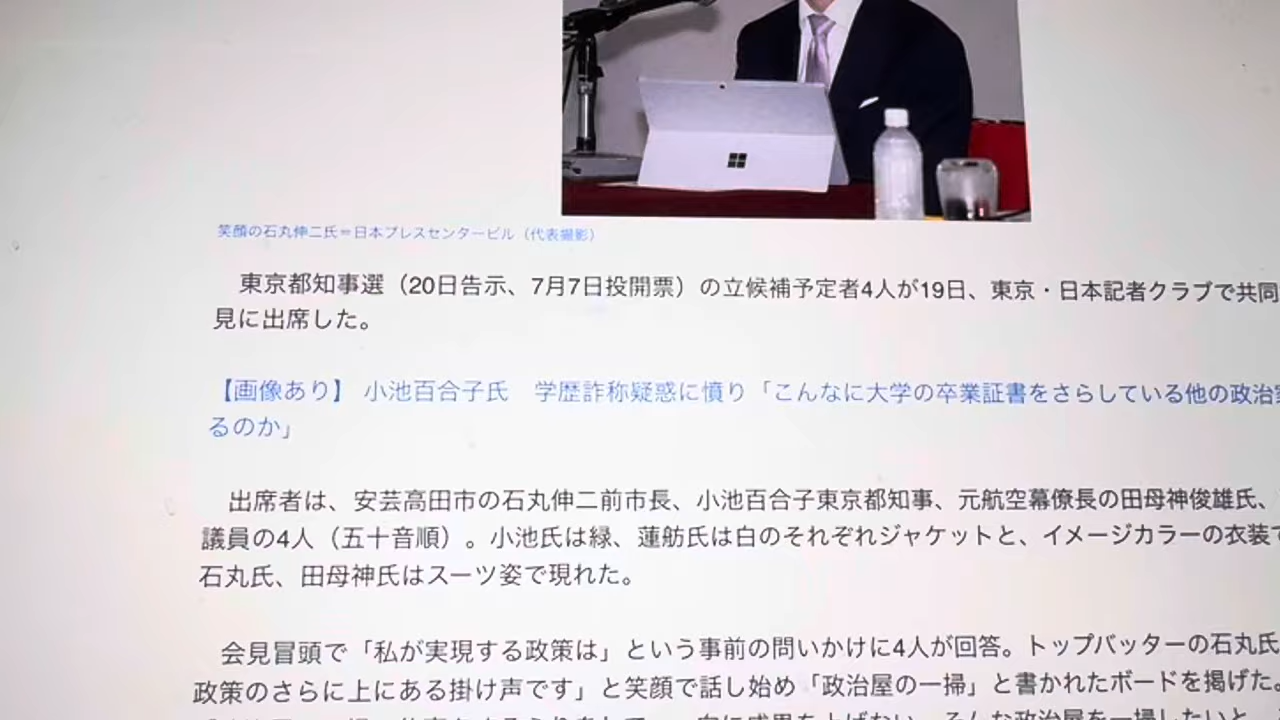 笑顔の石丸伸二氏＝日本プレスセンタービル（代表撮影）
東京都知事選（20日告示、7月7日投開票）の立候補予定者4人が19日、東京・日本記者クラブで共同
見に出席した。
【画像あり】 小池百合子氏　学歴詐称疑惑に憤り「こんなに大学の卒業証書をさらしている他の政治
るのか」
出席者は、安芸高田市の石丸伸二前市長、小池百合子東京都知事、元航空幕僚長の田母神俊雄氏、
議員の4人（五十音順）。小池氏は緑、蓮舫氏は白のそれぞれジャケットと、イメージカラーの衣装で
石丸氏、田母神氏はスーツ姿で現れた。
会見冒頭で「私が実現する政策は」という事前の問いかけに4人が回答。トップバッターの石丸氏
政策のさらに上にある掛け声です」と笑顔で話し始め「政治屋の一掃」と書かれたボードを掲げた。